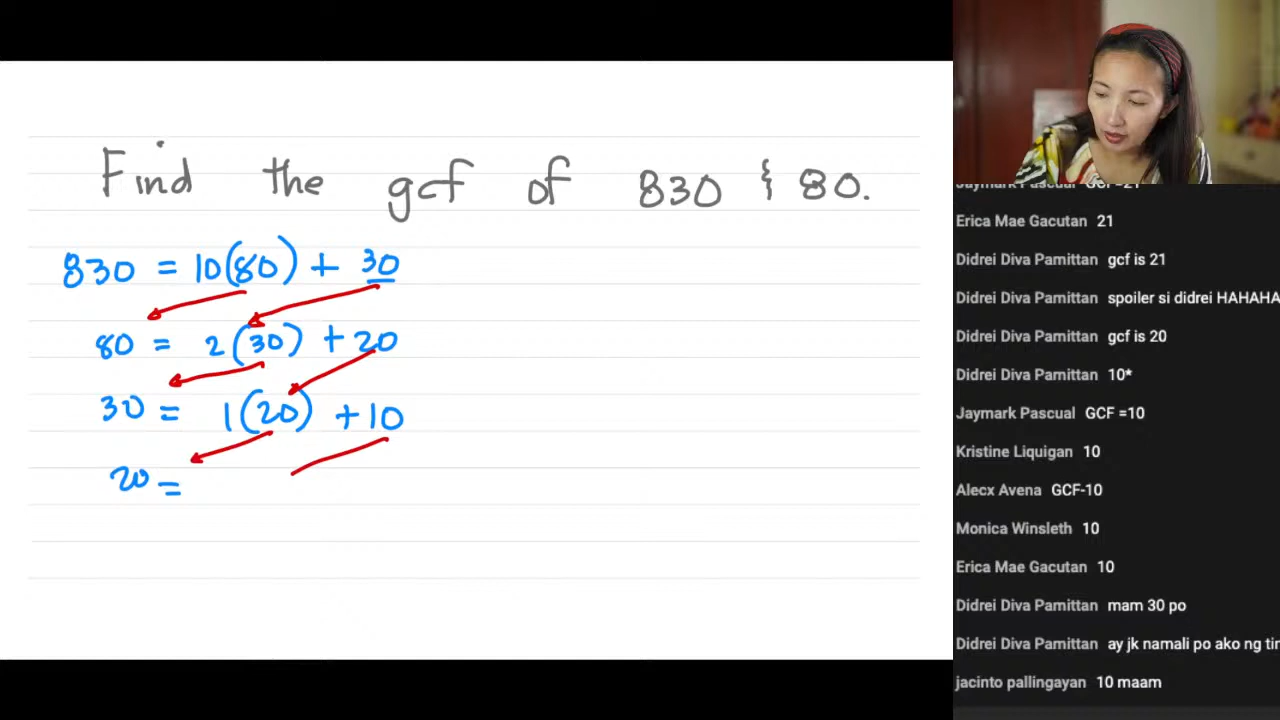 Find the gcf of 830 & 80.
830 = 10(80) + 30
80 = 2(30) + 20
30 = 1(20) + 10
20 =
Jaymark Pascual GCF =21
Erica Mae Gacutan 21
Didrei Diva Pamittan gcf is 21
Didrei Diva Pamittan spoiler si didrei HAHAHA
Didrei Diva Pamittan gcf is 20
Didrei Diva Pamittan 10*
Jaymark Pascual GCF =10
Kristine Liquigan 10
Alecx Avena GCF-10
Monica Winsleth 10
Erica Mae Gacutan 10
Didrei Diva Pamittan mam 30 po
Didrei Diva Pamittan ay jk namali po ako ng
jacinto pallingayan 10 maam